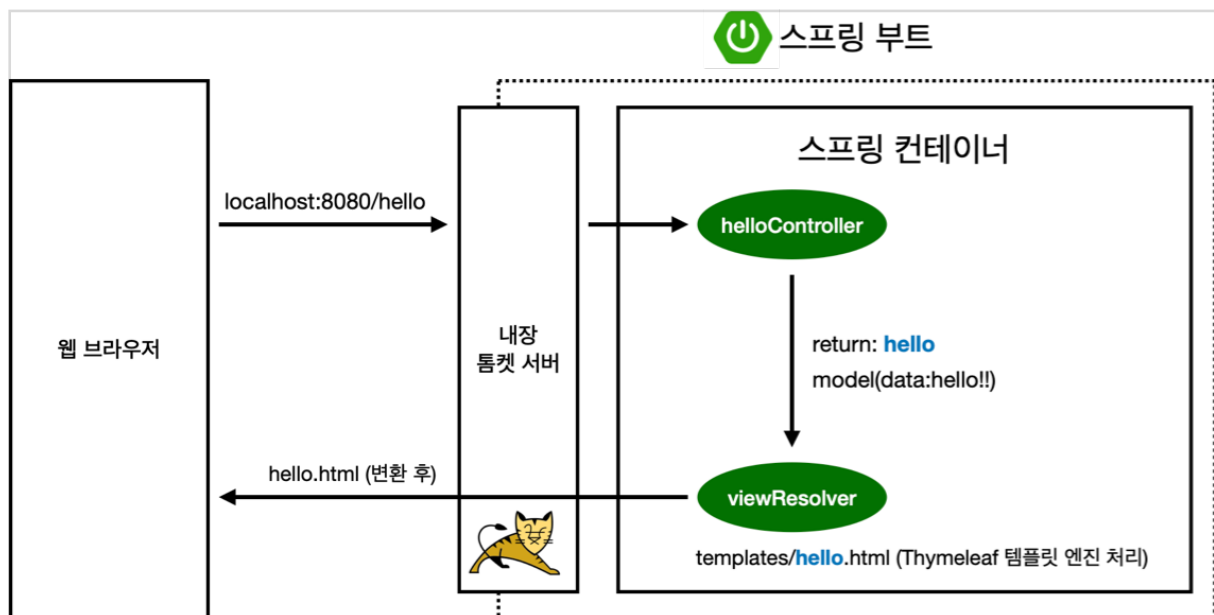 스프링 부트
스프링 컨테이너
localhost:8080/hello
helloController
웹 브라우저
내장
톰켓 서버
return: hello
model(data:hello!!)
hello.html (변환 후)
viewResolver
templates/hello.html (Thymeleaf 템플릿 엔진 처리)